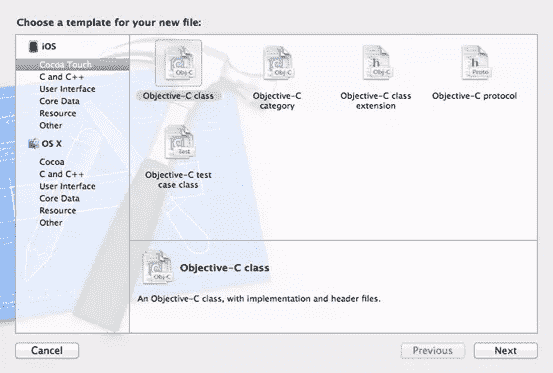 Choose a template for your new file:
iOS
Cocoa Touch
C and C++
User Interface
Core Data
Resource
Other
OS X
Cocoa
C and C++
User Interface
Core Data
Resource
Other
Obj-C
Objective-C class
Obj-C
Objective-C
category
h
Obj-C
Objective-C class
extension
h
Proto
Objective-C protocol
Test
Objective-C test
case class
Obj-C
Objective-C class
An Objective-C class, with implementation and header files.
Cancel
Previous
Next